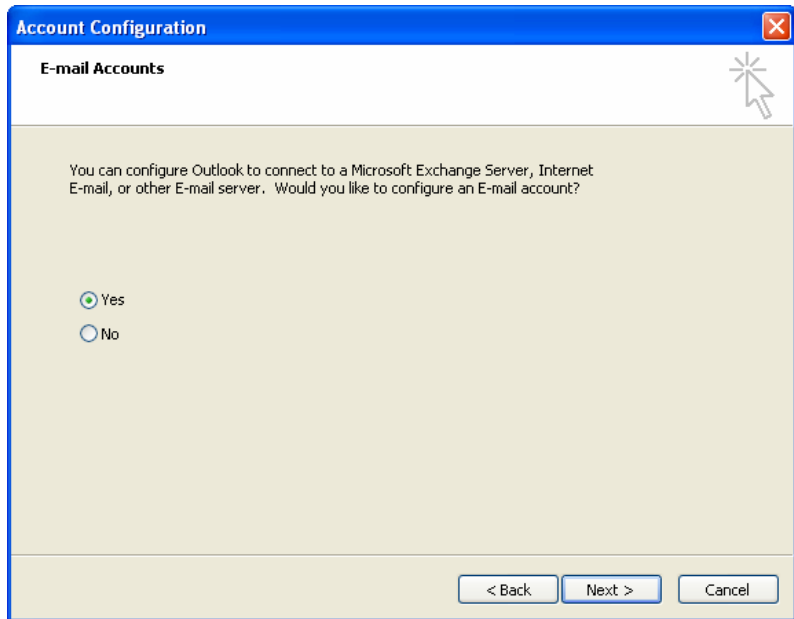 Account Configuration
E-mail Accounts
You can configure Outlook to connect to a Microsoft Exchange Server, Internet
E-mail, or other E-mail server.  Would you like to configure an E-mail account?
Yes
No
< Back
Next >
Cancel